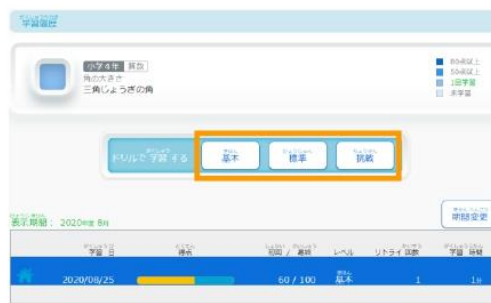 学習履歴
小学4年 算数
角の大きさ
三角じょうぎの角
80点以上
50点以上
1回学習
未学習
ドリルで 学習 する
基本
標準
挑戦
期間変更
表示期間： 2020年度 8月
学習 日
得点
初回 / 最終
レベル
リトライ 回数
学習 時間
2020/08/25
60 / 100
基本
1
1分